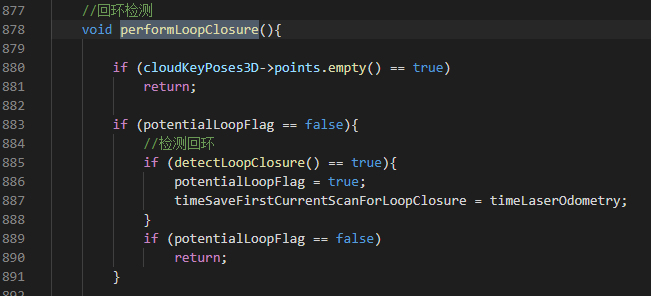 877 //回环检测
878 void performLoopClosure(){
879
880 if (cloudKeyPoses3D->points.empty() == true)
881 return;
882
883 if (potentialLoopFlag == false){
884 //检测回环
885 if (detectLoopClosure() == true){
886 potentialLoopFlag = true;
887 timeSaveFirstCurrentScanForLoopClosure = timeLaserOdometry;
888 }
889 if (potentialLoopFlag == false)
890 return;
891 }
892